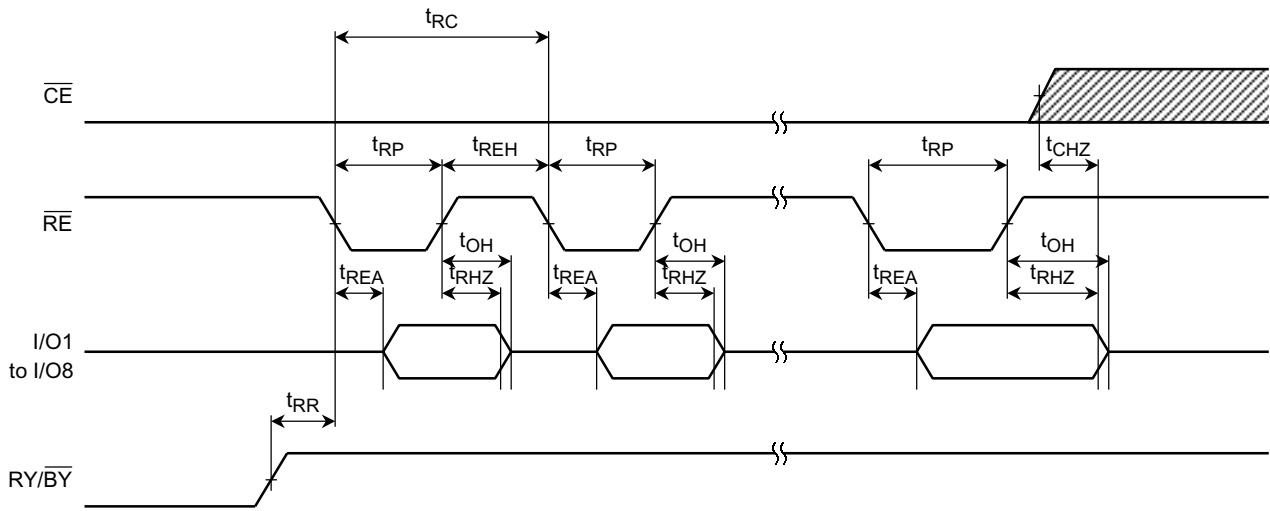 tRC
CE
tRP tREH tRP tRP tCHZ
RE
tOH tOH tOH
tREA tRHZ tREA tRHZ tREA tRHZ
I/O1
to I/O8
tRR
RY/BY